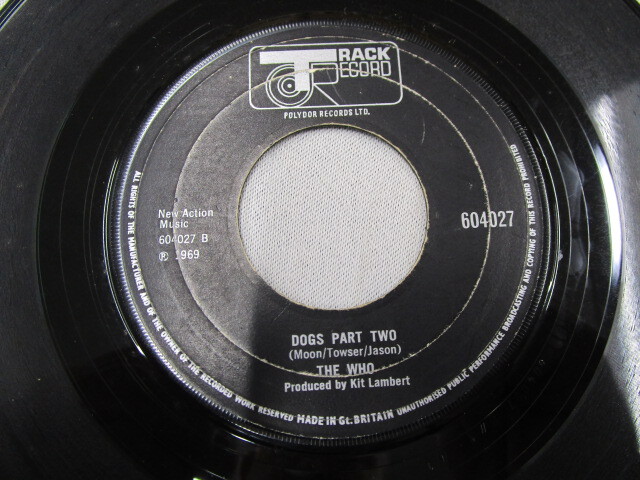 TRACK
RECORD
POLYDOR RECORDS LTD.
New Action
Music
604027 B
℗ 1969
604027
DOGS PART TWO
(Moon/Towser/Jason)
THE WHO
Produced by Kit Lambert
ALL RIGHTS OF THE MANUFACTURER AND OF THE OWNER OF THE RECORDED WORK RESERVED MADE IN Gt. BRITAIN UNAUTHORISED PUBLIC PERFORMANCE BROADCASTING AND COPYING OF THIS RECORD PROHIBITED